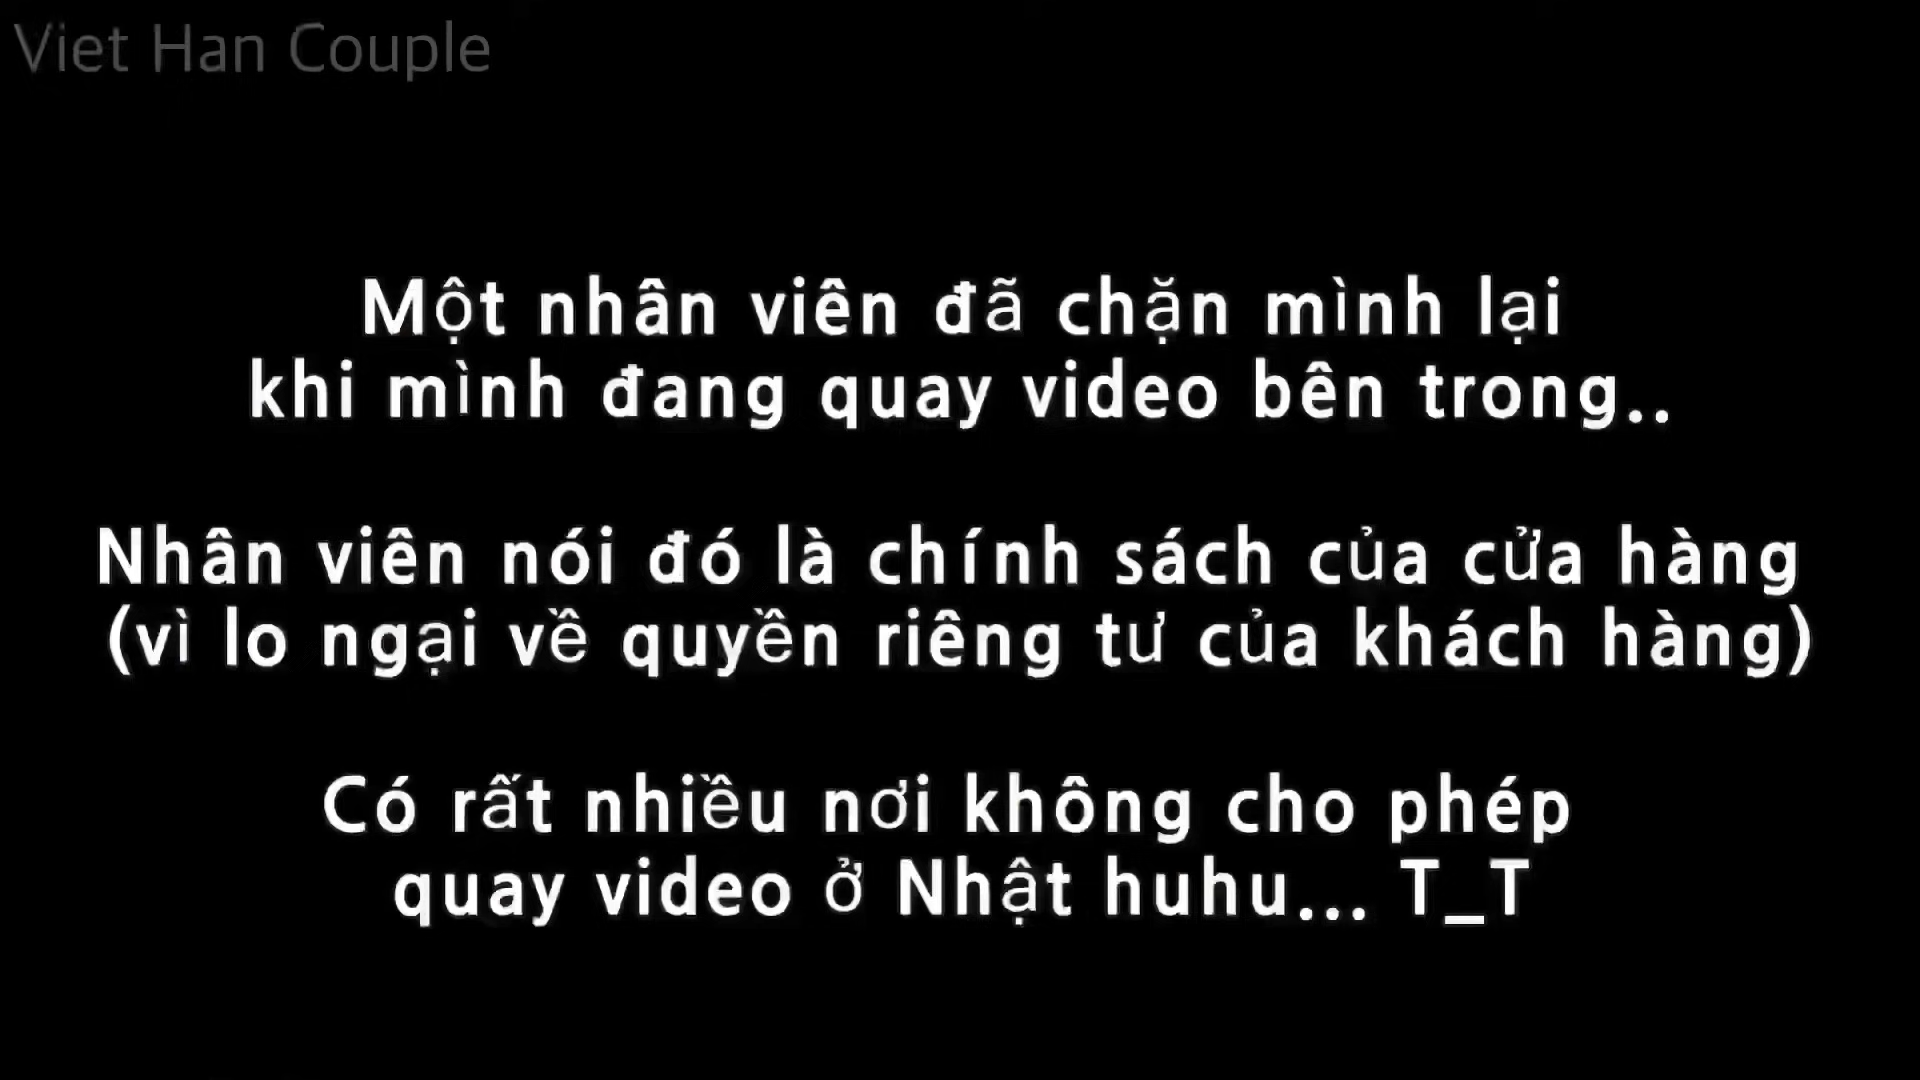 Viet Han Couple
Một nhân viên đã chặn mình lại
khi mình đang quay video bên trong..
Nhân viên nói đó là chính sách của cửa hàng
(vì lo ngại về quyền riêng tư của khách hàng)
Có rất nhiều nơi không cho phép
quay video ở Nhật huhu... T_T